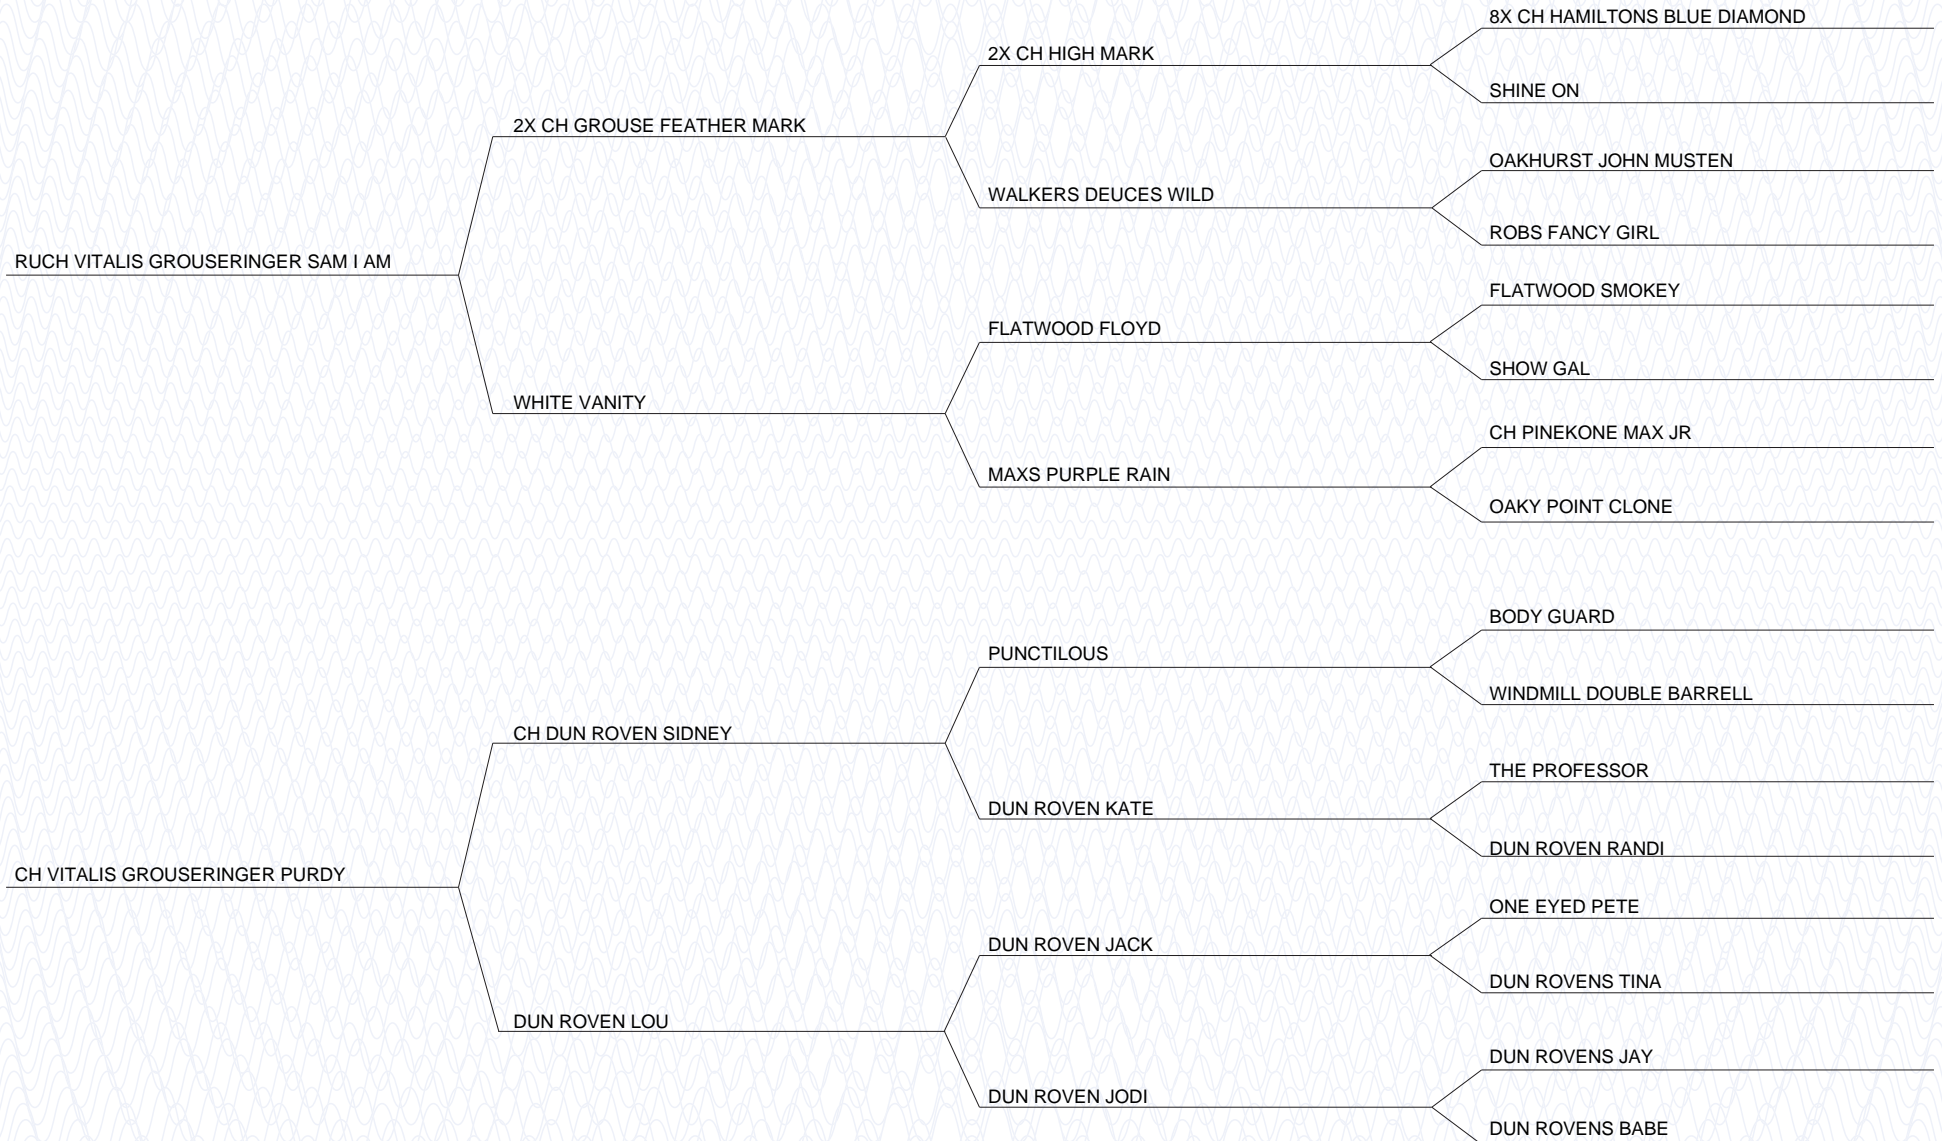 8X CH HAMILTONS BLUE DIAMOND
2X CH HIGH MARK
SHINE ON
2X CH GROUSE FEATHER MARK
OAKHURST JOHN MUSTEN
WALKERS DEUCES WILD
ROBS FANCY GIRL
RUCH VITALIS GROUSERINGER SAM I AM
FLATWOOD SMOKEY
FLATWOOD FLOYD
SHOW GAL
WHITE VANITY
CH PINEKONE MAX JR
MAXS PURPLE RAIN
OAKY POINT CLONE
BODY GUARD
PUNCTILOUS
WINDMILL DOUBLE BARRELL
CH DUN ROVEN SIDNEY
THE PROFESSOR
DUN ROVEN KATE
DUN ROVEN RANDI
CH VITALIS GROUSERINGER PURDY
ONE EYED PETE
DUN ROVEN JACK
DUN ROVENS TINA
DUN ROVEN LOU
DUN ROVENS JAY
DUN ROVEN JODI
DUN ROVENS BABE